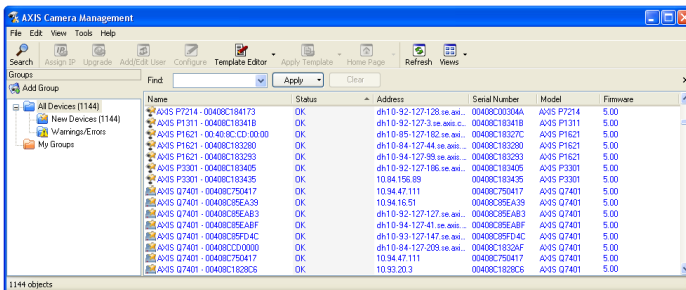 AXIS Camera Management
File Edit View Tools Help
Search Assign IP Upgrade Add/Edit User Configure Template Editor Apply Template Home Page Refresh Views
Groups
Find: Apply Clear x
Add Group
Name Status Address Serial Number Model Firmware
All Devices (1144)
New Devices (1144)
Warnings/Errors
My Groups
AXIS P7214 - 00408C184173 OK dh10-92-127-128.se.axi... 00408C00304A AXIS P7214 5.00
AXIS P1311 - 00408C18341B OK dh10-92-127-3.se.axis.c... 00408C18341B AXIS P1311 5.00
AXIS P1621 - 00:40:8C:CD:00:00 OK dh10-85-127-182.se.axi... 00408C18327C AXIS P1621 5.00
AXIS P1621 - 00408C183280 OK dh10-84-127-44.se.axis.... 00408C183280 AXIS P1621 5.00
AXIS P1621 - 00408C183293 OK dh10-94-127-99.se.axis.... 00408C183293 AXIS P1621 5.00
AXIS P3301 - 00408C183405 OK dh10-92-127-186.se.axi... 00408C183405 AXIS P3301 5.00
AXIS P3301 - 00408C183435 OK 10.84.156.89 00408C183435 AXIS P3301 5.00
AXIS Q7401 - 00408C750417 OK 10.94.47.111 00408C750417 AXIS Q7401 5.00
AXIS Q7401 - 00408C85EA39 OK 10.94.16.51 00408C85EA39 AXIS Q7401 5.00
AXIS Q7401 - 00408C85EAB3 OK dh10-92-127-127.se.axi... 00408C85EAB3 AXIS Q7401 5.00
AXIS Q7401 - 00408C85EABF OK dh10-94-127-41.se.axis.... 00408C85EABF AXIS Q7401 5.00
AXIS Q7401 - 00408C85FD4C OK dh10-93-127-147.se.axi... 00408C85FD4C AXIS Q7401 5.00
AXIS Q7401 - 00408CCD0000 OK dh10-84-127-209.se.axi... 00408C1832AF AXIS Q7401 5.00
AXIS Q7401 - 00408C750417 OK 10.94.47.111 00408C750417 AXIS Q7401 5.00
AXIS Q7401 - 00408C1828C6 OK 10.93.20.3 00408C1828C6 AXIS Q7401 5.00
1144 objects